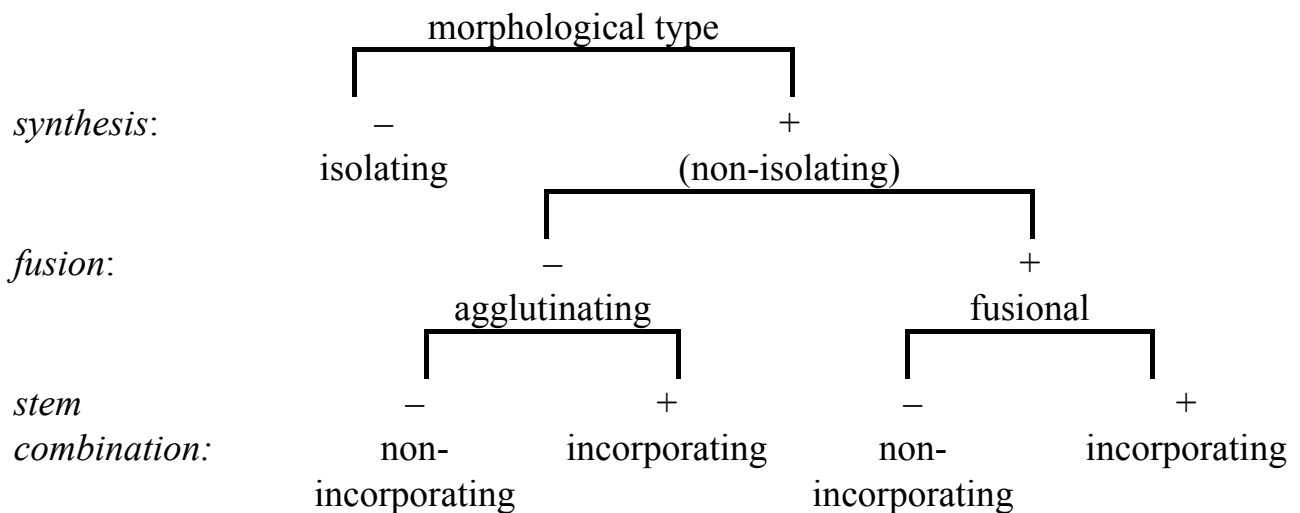 morphological type
synthesis: – +
isolating (non-isolating)
fusion: – +
agglutinating fusional
stem – + – +
combination: non- incorporating non- incorporating
incorporating incorporating